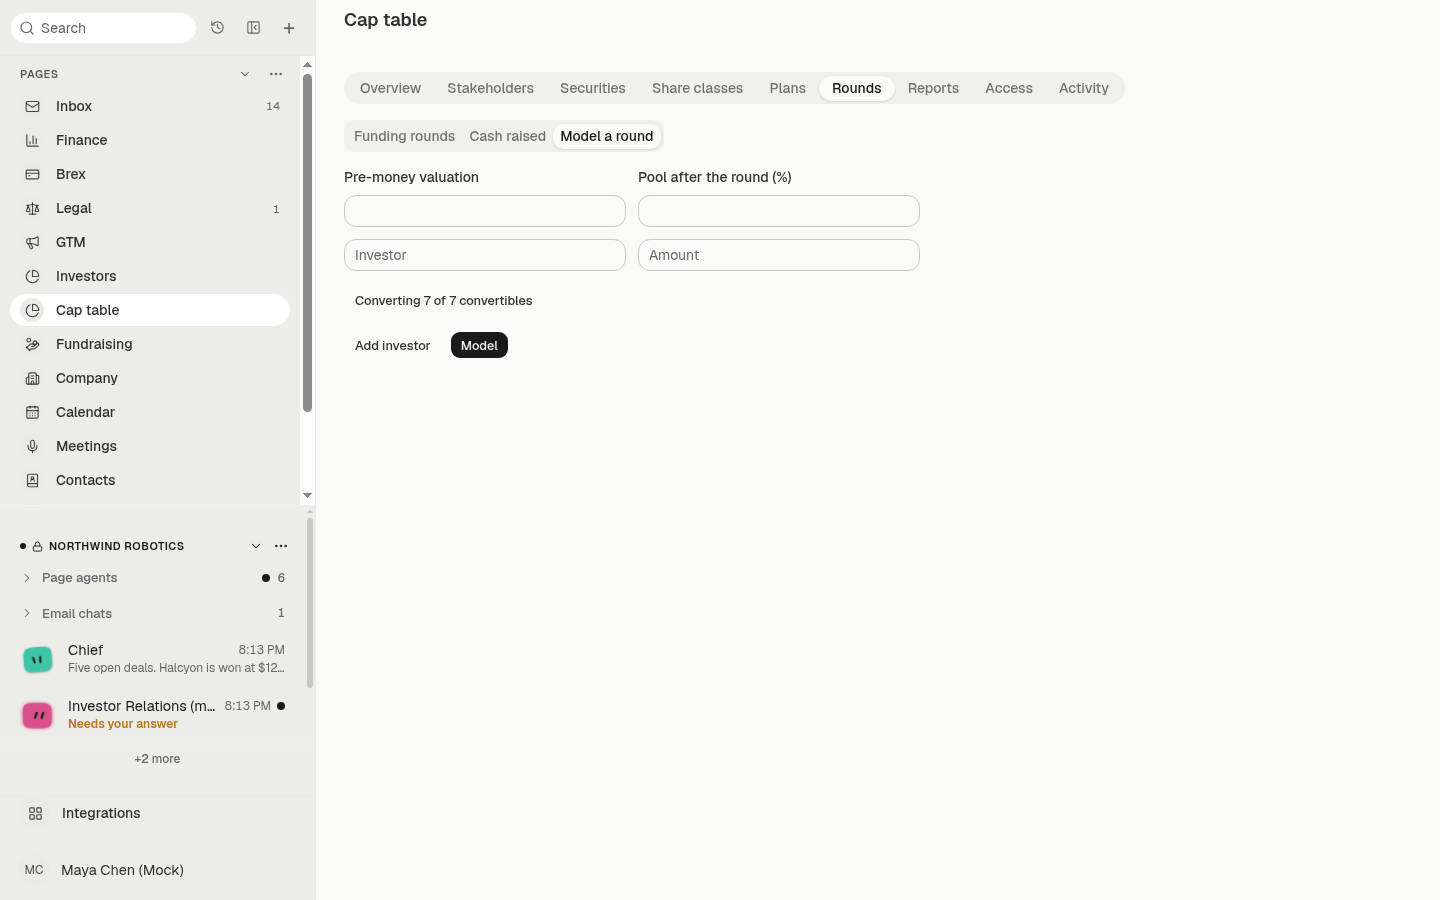 Search
PAGES
Inbox 14
Finance
Brex
Legal 1
GTM
Investors
Cap table
Fundraising
Company
Calendar
Meetings
Contacts
NORTHWIND ROBOTICS
Page agents 6
Email chats 1
Chief 8:13 PM
Five open deals. Halcyon is won at $12...
Investor Relations (m... 8:13 PM
Needs your answer
+2 more
Integrations
MC Maya Chen (Mock)
Cap table
Overview Stakeholders Securities Share classes Plans Rounds Reports Access Activity
Funding rounds Cash raised Model a round
Pre-money valuation Pool after the round (%)
Investor Amount
Converting 7 of 7 convertibles
Add investor Model